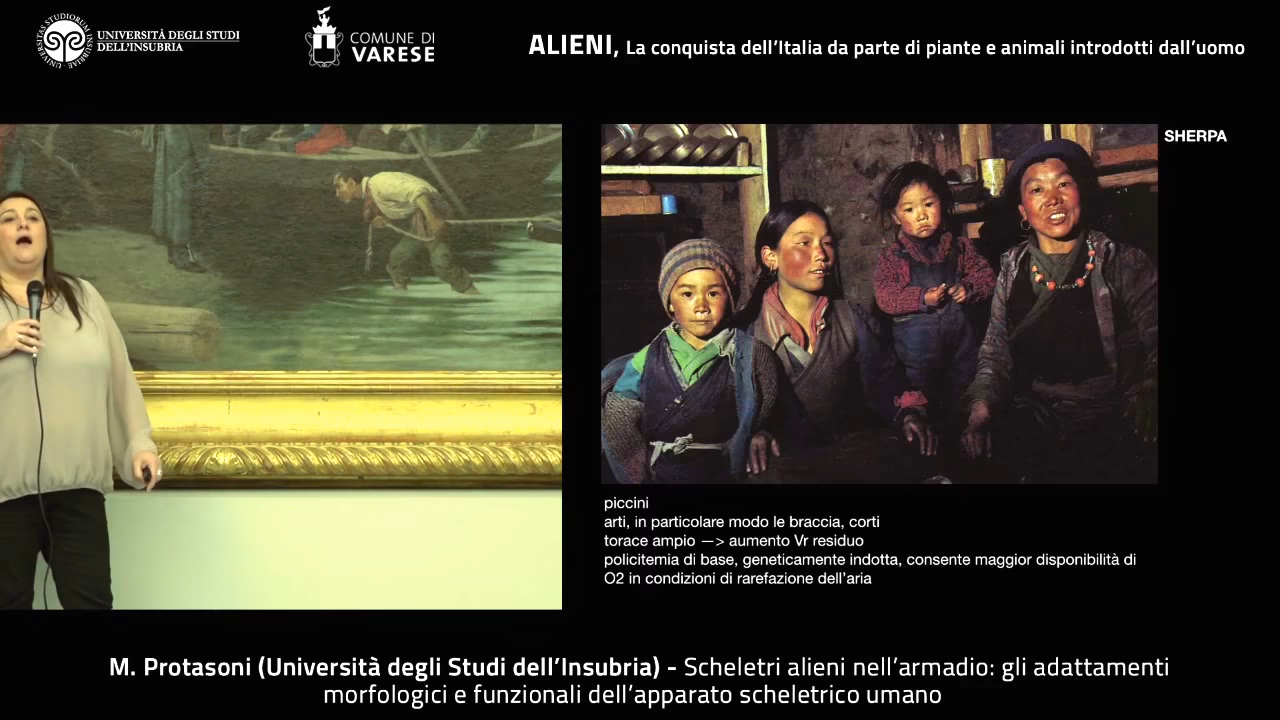 UNIVERSITÀ DEGLI STUDI
DELL'INSUBRIA
COMUNE DI
VARESE
ALIENI, La conquista dell'Italia da parte di piante e animali introdotti dall'uomo
SHERPA
piccini
arti, in particolare modo le braccia, corti
torace ampio —> aumento Vr residuo
policitemia di base, geneticamente indotta, consente maggior disponibilità di
O2 in condizioni di rarefazione dell'aria
M. Protasoni (Università degli Studi dell'Insubria) - Scheletri alieni nell'armadio: gli adattamenti
morfologici e funzionali dell'apparato scheletrico umano